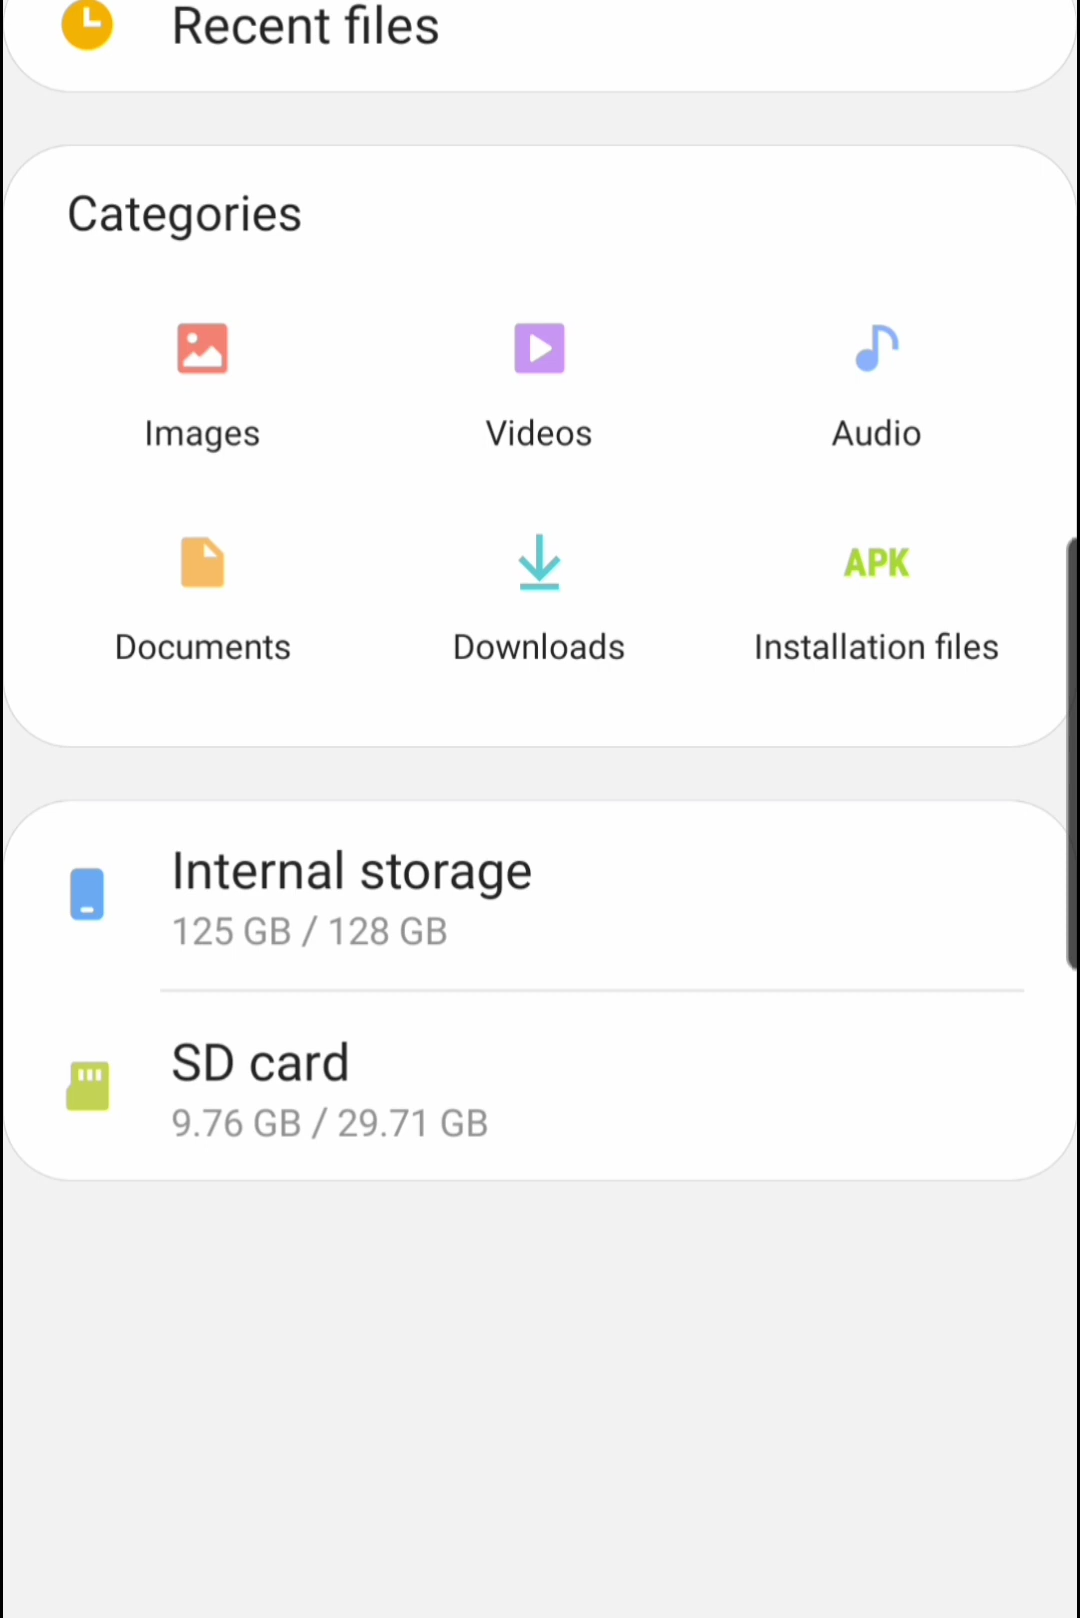 Recent files
Categories
Images Videos Audio
APK
Documents Downloads Installation files
Internal storage
125 GB / 128 GB
SD card
9.76 GB / 29.71 GB